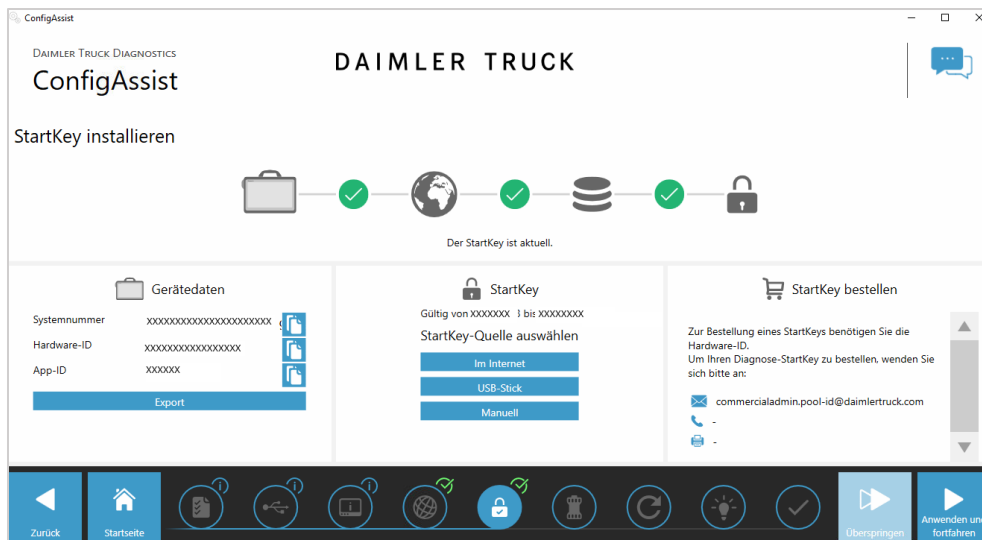 ConfigAssist
DAIMLER TRUCK DIAGNOSTICS
ConfigAssist
DAIMLER TRUCK
StartKey installieren
Der StartKey ist aktuell.
Gerätedaten
Systemnummer XXXXXXXXXXXXXXXXXXXXXX
Hardware-ID XXXXXXXXXXXXXXXXX
App-ID XXXXXX
Export
StartKey
Gültig von XXXXXXX bis XXXXXXXX
StartKey-Quelle auswählen
Im Internet
USB-Stick
Manuell
StartKey bestellen
Zur Bestellung eines StartKeys benötigen Sie die
Hardware-ID.
Um Ihren Diagnose-StartKey zu bestellen, wenden Sie
sich bitte an:
commercialadmin.pool-id@daimlertruck.com
-
-
Zurück
Startseite
Überspringen
Anwenden und
fortfahren